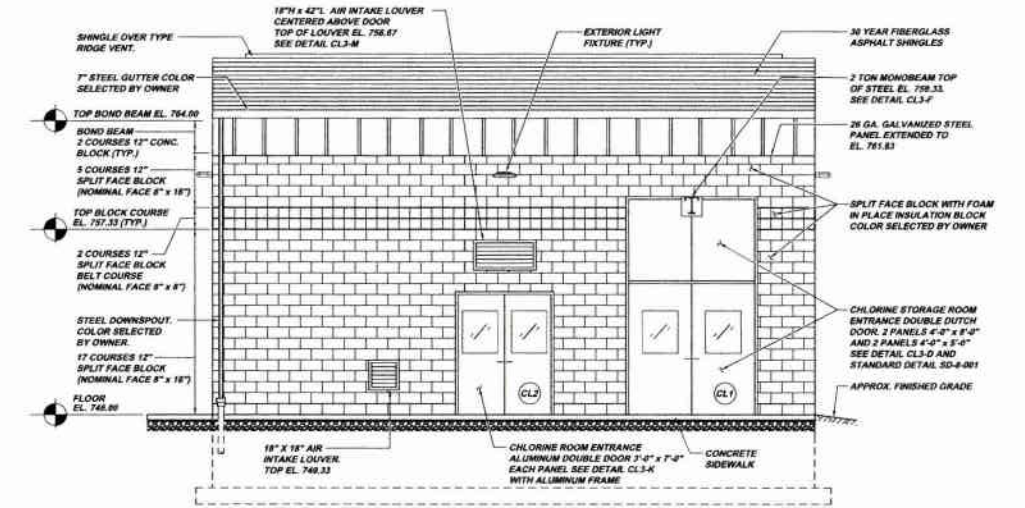 18"H x 42"L AIR INTAKE LOUVER
CENTERED ABOVE DOOR
TOP OF LOUVER EL. 756.67
SEE DETAIL CL3-M
SHINGLE OVER TYPE
RIDGE VENT.
EXTERIOR LIGHT
FIXTURE (TYP.)
30 YEAR FIBERGLASS
ASPHALT SHINGLES
7" STEEL GUTTER COLOR
SELECTED BY OWNER
2 TON MONOBEAM TOP
OF STEEL EL. 758.33.
SEE DETAIL CL3-F
TOP BOND BEAM EL. 764.00
BOND BEAM
2 COURSES 12" CONC.
BLOCK (TYP.)
26 GA. GALVANIZED STEEL
PANEL EXTENDED TO
EL. 761.83
5 COURSES 12"
SPLIT FACE BLOCK
(NOMINAL FACE 8" x 16")
TOP BLOCK COURSE
EL. 757.33 (TYP.)
SPLIT FACE BLOCK WITH FOAM
IN PLACE INSULATION BLOCK
COLOR SELECTED BY OWNER
2 COURSES 12"
SPLIT FACE BLOCK
BELT COURSE
(NOMINAL FACE 8" x 8")
STEEL DOWNSPOUT.
COLOR SELECTED
BY OWNER.
CHLORINE STORAGE ROOM
ENTRANCE DOUBLE DUTCH
DOOR. 2 PANELS 4'-0" x 8'-0"
AND 2 PANELS 4'-0" x 5'-0"
SEE DETAIL CL3-D AND
STANDARD DETAIL SD-8-001
17 COURSES 12"
SPLIT FACE BLOCK
(NOMINAL FACE 8" x 16")
CL2
CL1
APPROX. FINISHED GRADE
FLOOR
EL. 746.00
18" X 18" AIR
INTAKE LOUVER.
TOP EL. 749.33
CHLORINE ROOM ENTRANCE
ALUMINUM DOUBLE DOOR 3'-0" x 7'-0"
EACH PANEL SEE DETAIL CL3-K
WITH ALUMINUM FRAME
CONCRETE
SIDEWALK